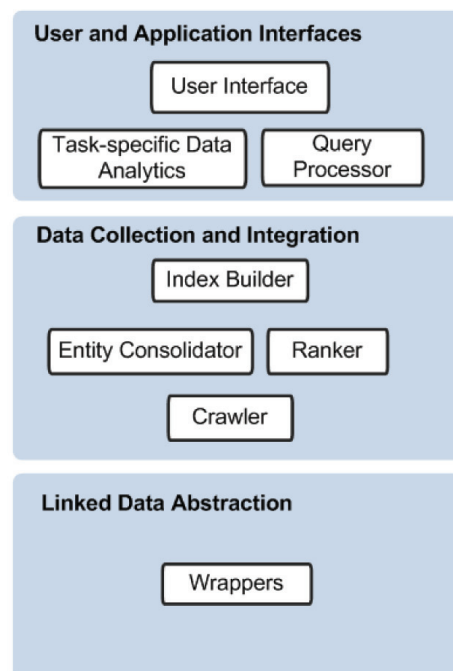 User and Application Interfaces
User Interface
Task-specific Data
Analytics
Query
Processor
Data Collection and Integration
Index Builder
Entity Consolidator
Ranker
Crawler
Linked Data Abstraction
Wrappers